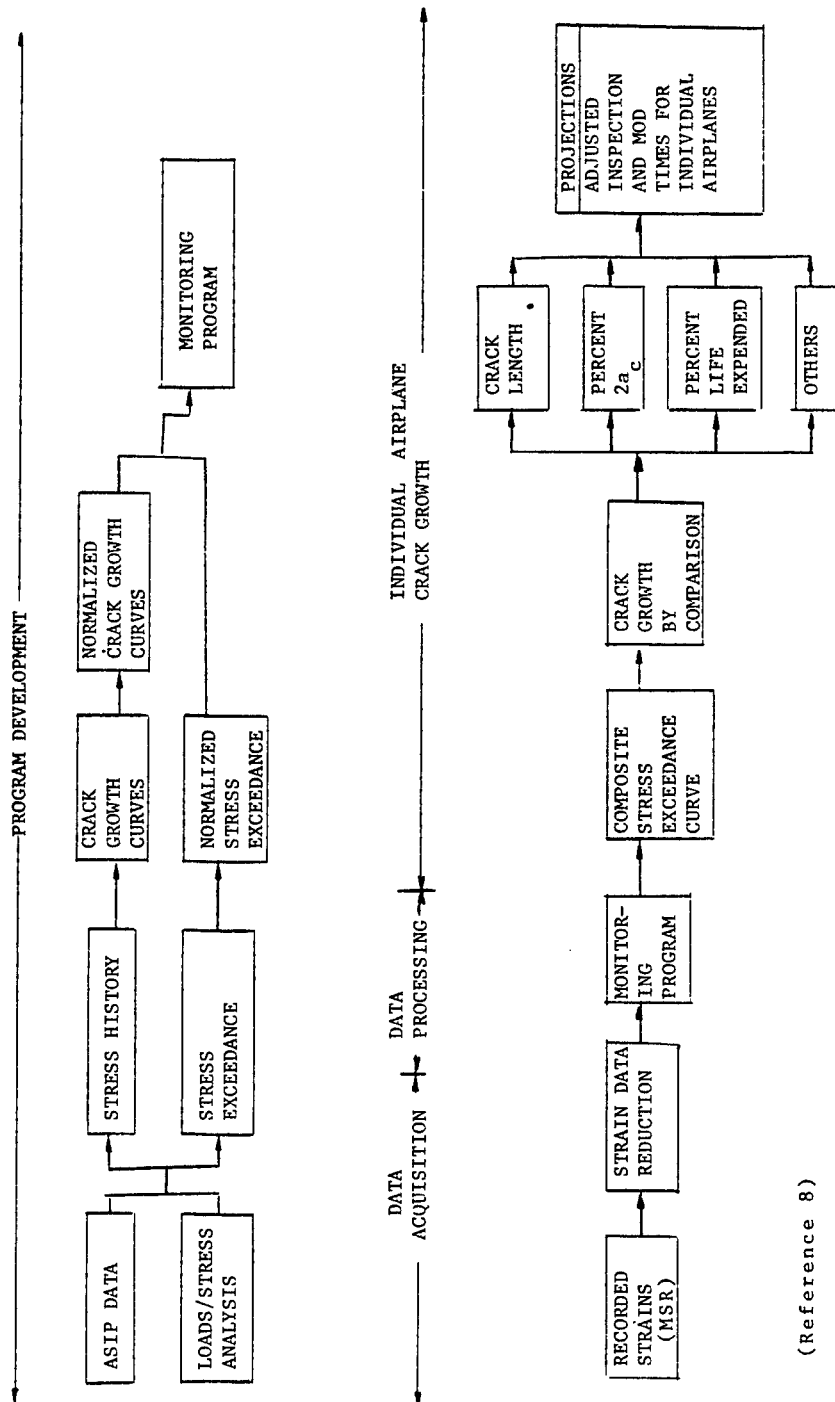 PROGRAM DEVELOPMENT
ASIP DATA
LOADS/STRESS
ANALYSIS
STRESS HISTORY
STRESS
EXCEEDANCE
CRACK
GROWTH
CURVES
NORMALIZED
STRESS
EXCEEDANCE
NORMALIZED
CRACK GROWTH
CURVES
MONITORING
PROGRAM
DATA
ACQUISITION
DATA
PROCESSING
INDIVIDUAL AIRPLANE
CRACK GROWTH
RECORDED
STRAINS
(MSR)
STRAIN DATA
REDUCTION
MONITOR-
ING
PROGRAM
COMPOSITE
STRESS
EXCEEDANCE
CURVE
CRACK
GROWTH
BY
COMPARISON
CRACK
LENGTH
PERCENT
2a_c
PERCENT
LIFE
EXPENDED
OTHERS
PROJECTIONS
ADJUSTED
INSPECTION
AND MOD
TIMES FOR
INDIVIDUAL
AIRPLANES
(Reference 8)